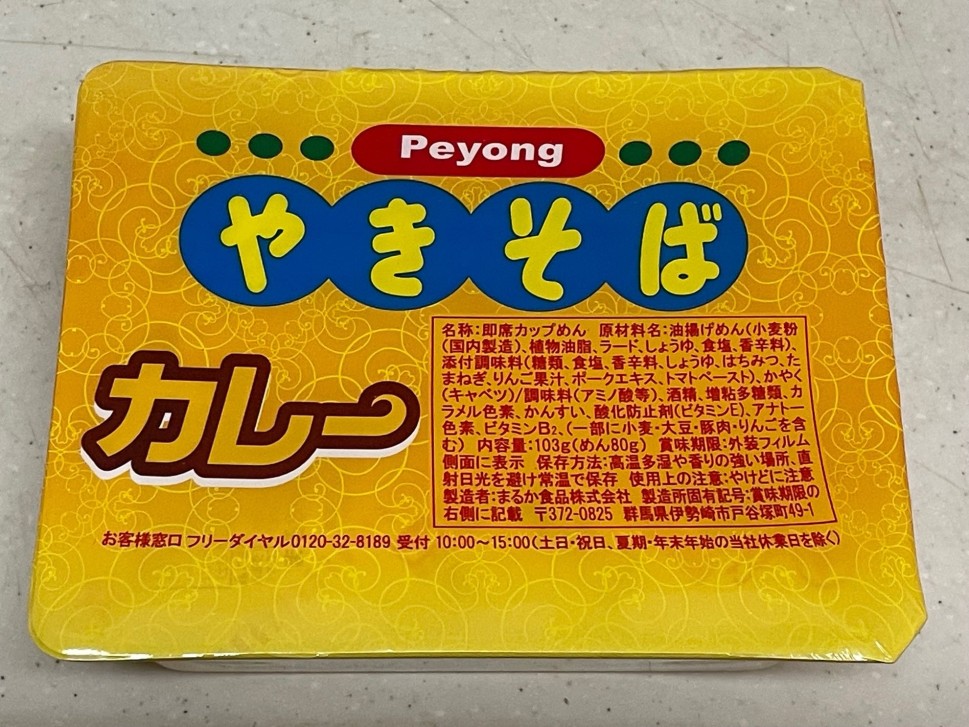 Peyong
やきそば
カレー
名称:即席カップめん 原材料名:油揚げめん(小麦粉
(国内製造)、植物油脂、ラード、しょうゆ、食塩、香辛料)、
添付調味料(糖類、食塩、香辛料、しょうゆ、はちみつ、た
まねぎ、りんご果汁、ポークエキス、トマトペースト)、かやく
(キャベツ)/調味料(アミノ酸等)、酒精、増粘多糖類、カ
ラメル色素、かんすい、酸化防止剤(ビタミンE)、アナトー
色素、ビタミンB₂、(一部に小麦・大豆・豚肉・りんごを含
む) 内容量:103g(めん80g) 賞味期限:外装フィルム
側面に表示 保存方法:高温多湿や香りの強い場所、直
射日光を避け常温で保存 使用上の注意:やけどに注意
製造者:まるか食品株式会社 製造所固有記号:賞味期限の
右側に記載 〒372-0825 群馬県伊勢崎市戸谷塚町49-1
お客様窓口 フリーダイヤル0120-32-8189 受付 10:00~15:00(土日・祝日、夏期・年末年始の当社休業日を除く)